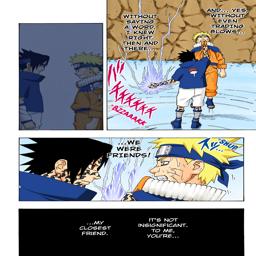 AND... YES.
WITHOUT
EVEN
TRADING
BLOWS...
WITHOUT
SAYING
A WORD
I KNEW
RIGHT
THEN AND
THERE...
...WE
WERE
FRIENDS!
IT'S NOT
INSIGNIFICANT.
TO ME,
YOU'RE...
...MY
CLOSEST
FRIEND.